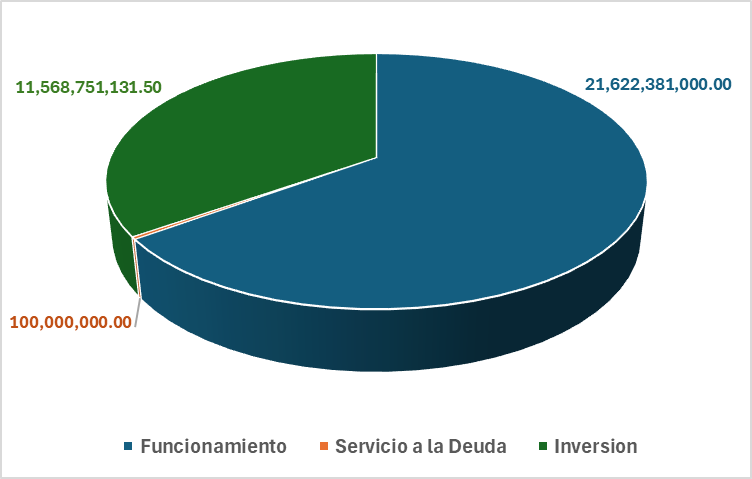 21,622,381,000.00
11,568,751,131.50
100,000,000.00
Funcionamiento Servicio a la Deuda Inversion